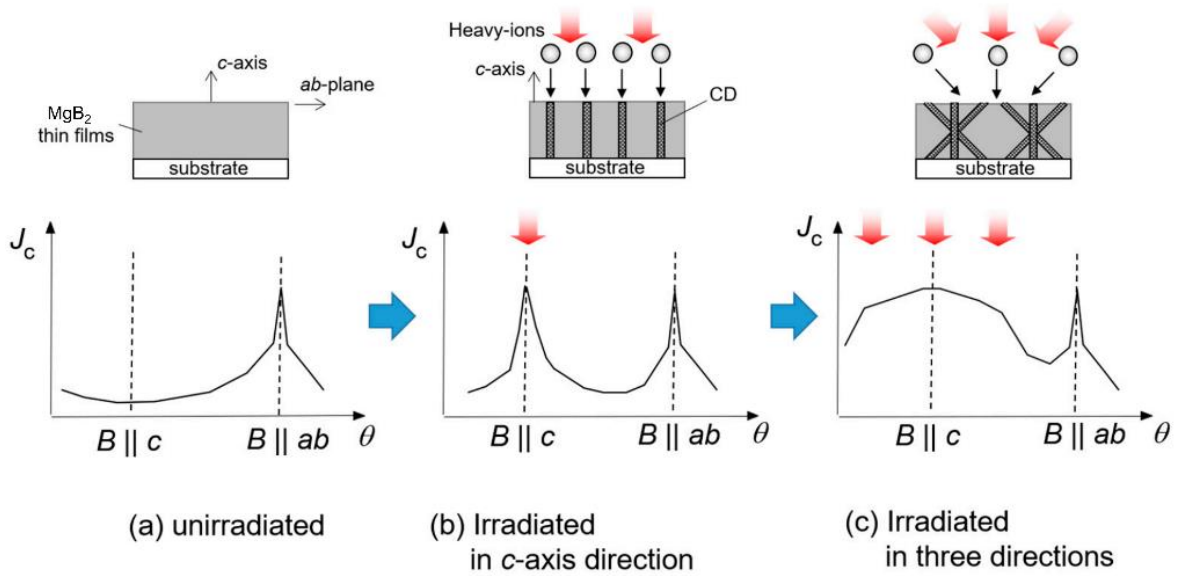 c-axis
ab-plane
MgB2
thin films
substrate
Heavy-ions
c-axis
CD
substrate
substrate
Jc
B || c
B || ab
θ
Jc
B || c
B || ab
θ
Jc
B || c
B || ab
θ
(a) unirradiated
(b) Irradiated
in c-axis direction
(c) Irradiated
in three directions